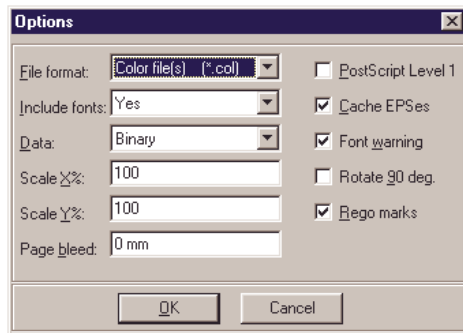 Options
File format: Color file(s) (*.col)
Include fonts: Yes
Data: Binary
Scale X%: 100
Scale Y%: 100
Page bleed: 0 mm
PostScript Level 1
Cache EPSes
Font warning
Rotate 90 deg.
Rego marks
OK Cancel